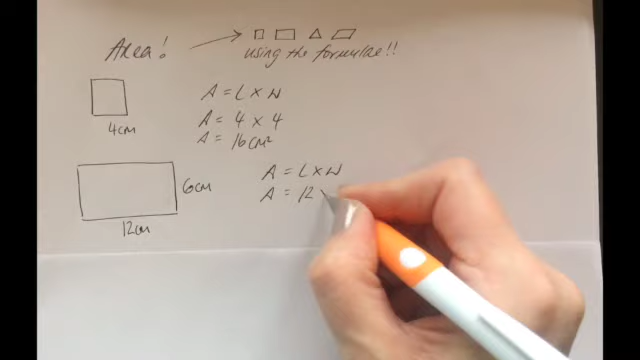 Area!
using the formulae!!
4cm
A = L x W
A = 4 x 4
A = 16cm²
6cm
12cm
A = L x W
A = 12 x